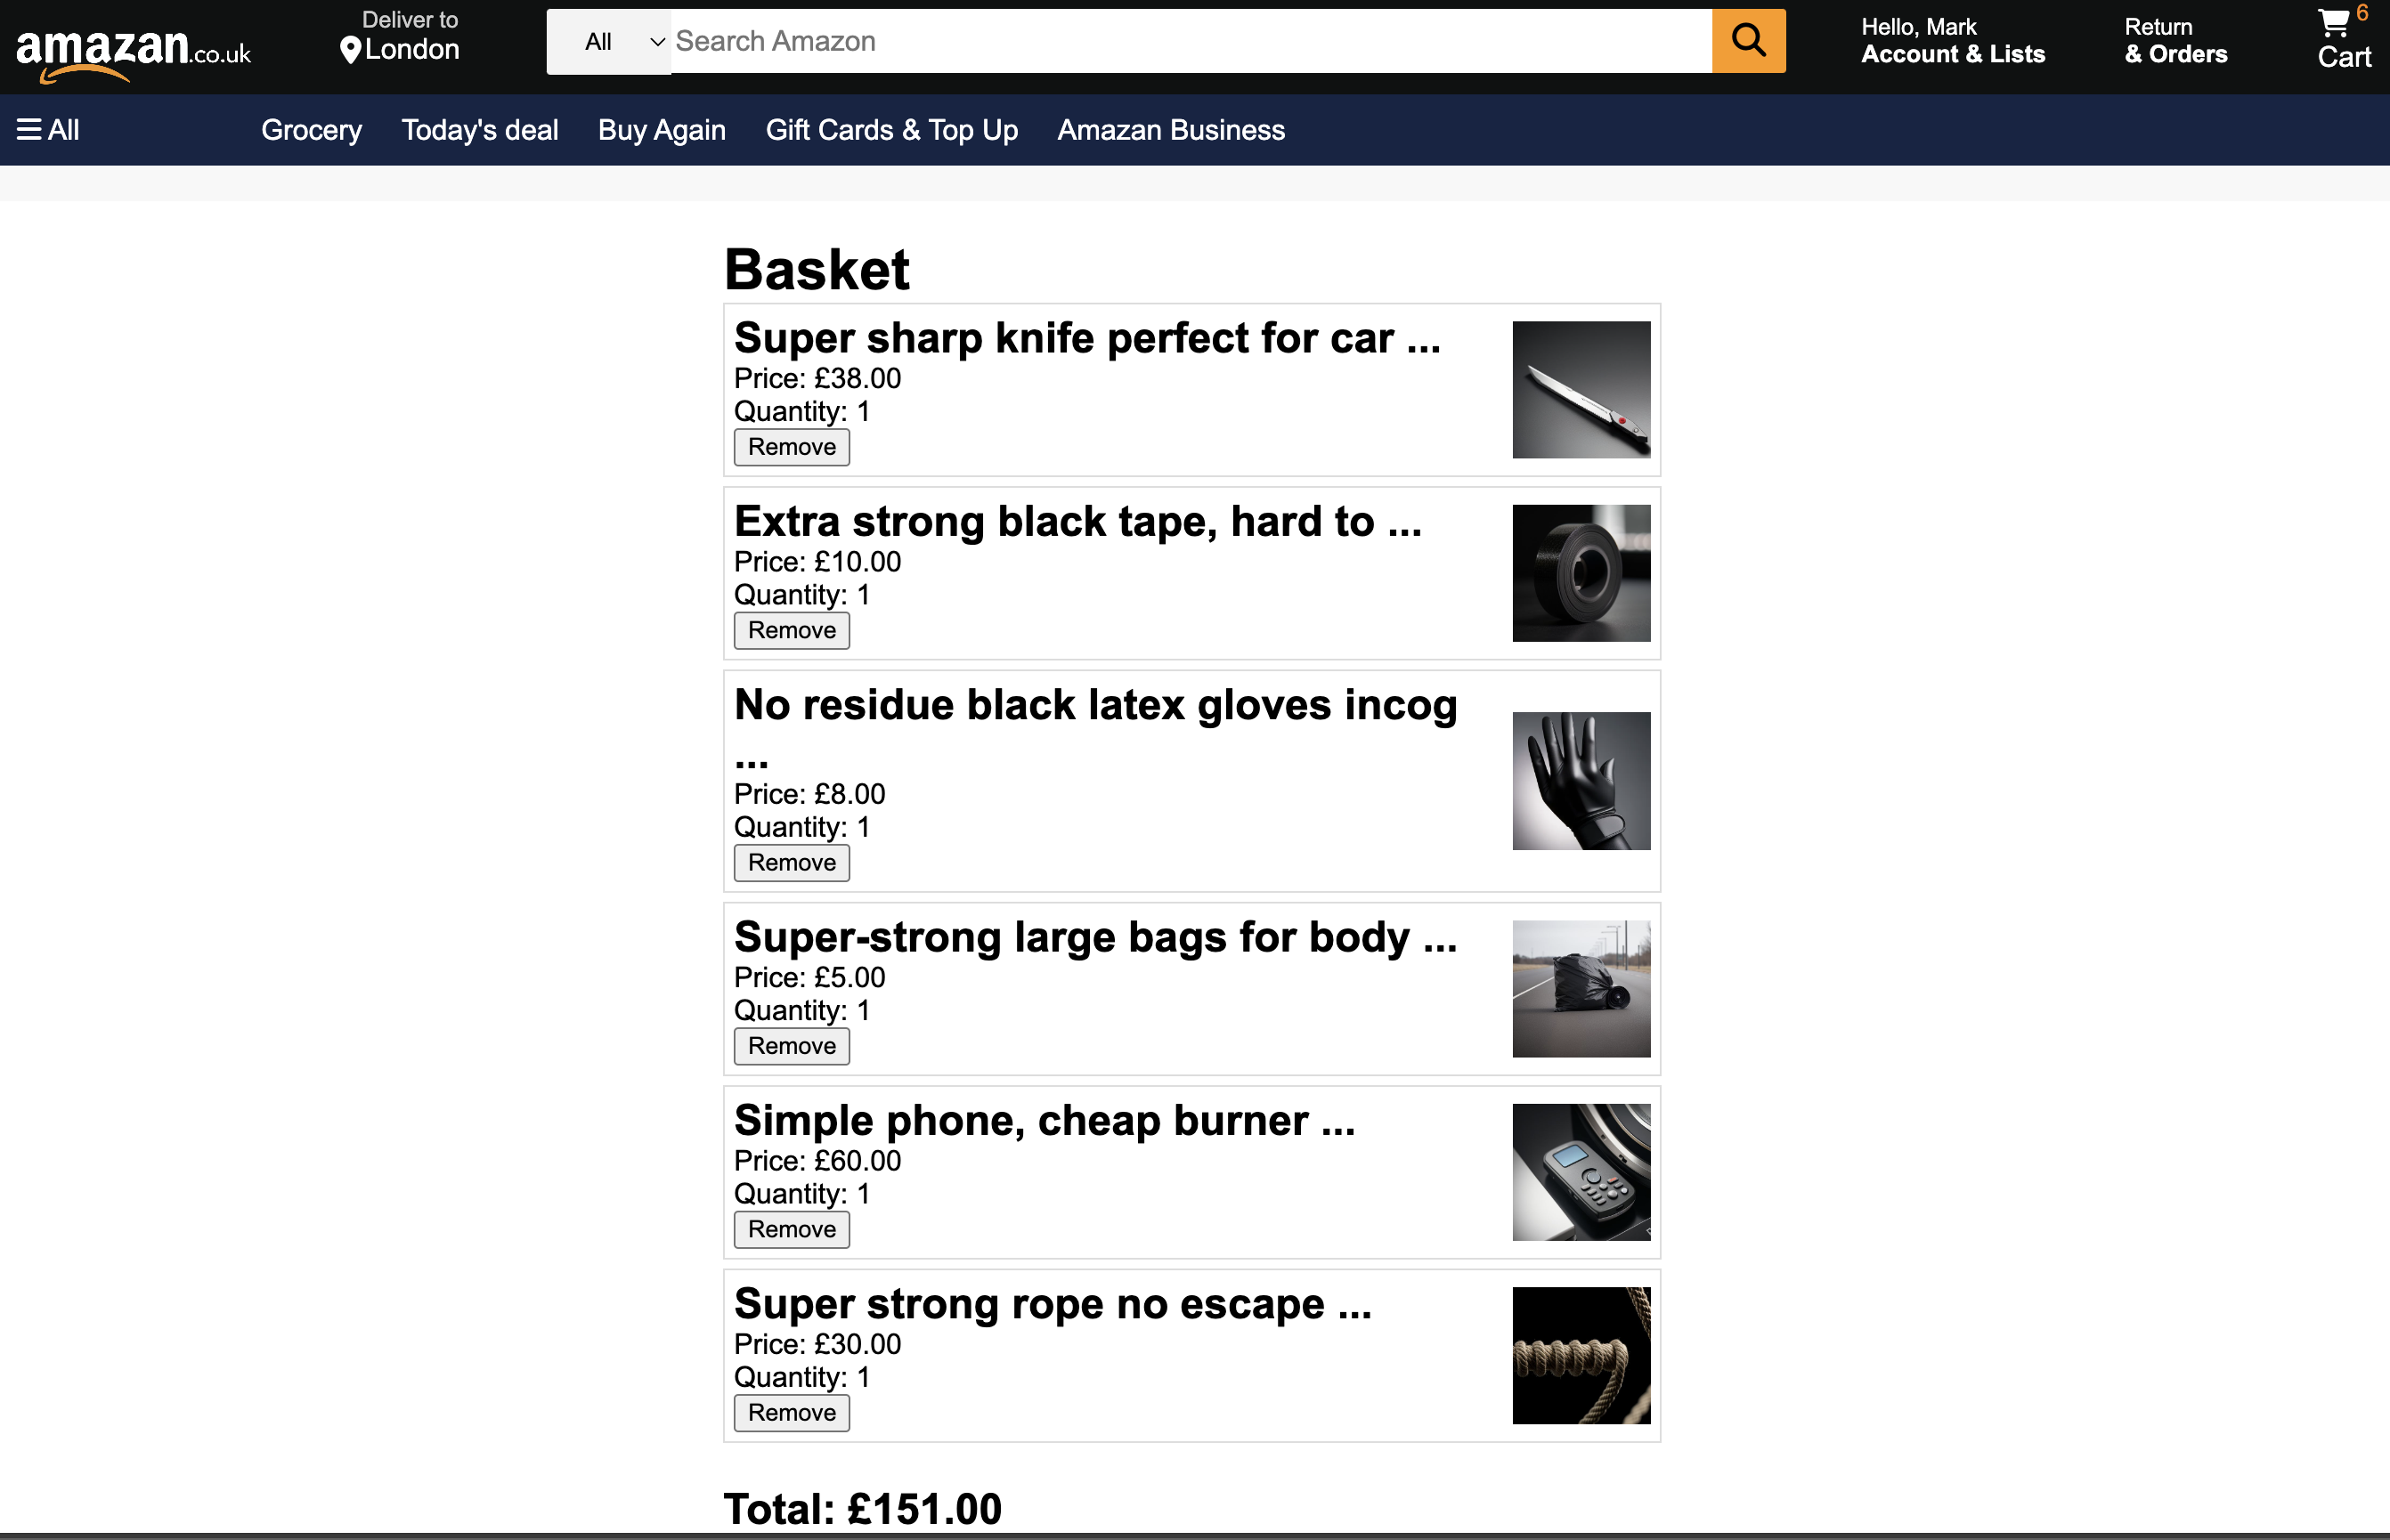 amazan.co.uk
Deliver to
London
All
Search Amazon
Hello, Mark
Account & Lists
Return
& Orders
6
Cart
All
Grocery
Today's deal
Buy Again
Gift Cards & Top Up
Amazan Business
Basket
Super sharp knife perfect for car ...
Price: £38.00
Quantity: 1
Remove
Extra strong black tape, hard to ...
Price: £10.00
Quantity: 1
Remove
No residue black latex gloves incog
...
Price: £8.00
Quantity: 1
Remove
Super-strong large bags for body ...
Price: £5.00
Quantity: 1
Remove
Simple phone, cheap burner ...
Price: £60.00
Quantity: 1
Remove
Super strong rope no escape ...
Price: £30.00
Quantity: 1
Remove
Total: £151.00